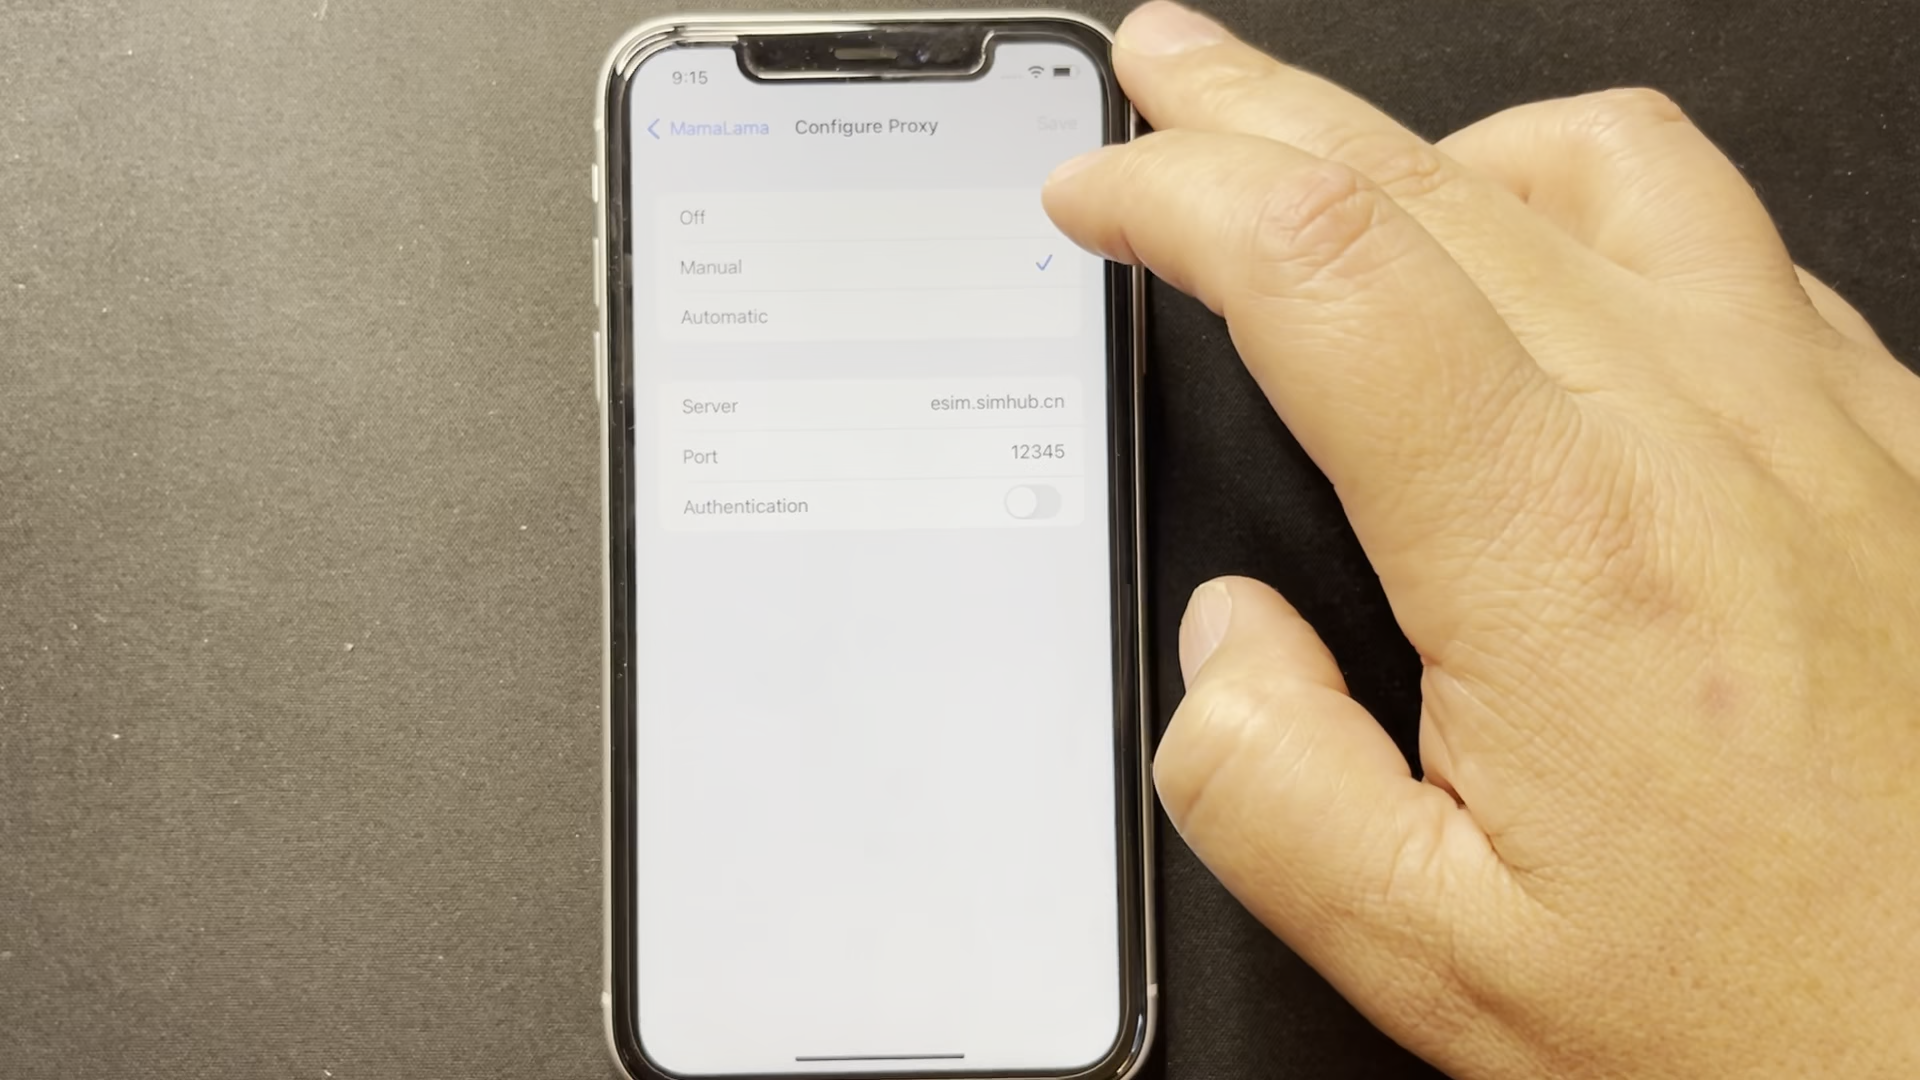 9:15
MamaLama Configure Proxy Save
Off
Manual
Automatic
Server esim.simhub.cn
Port 12345
Authentication